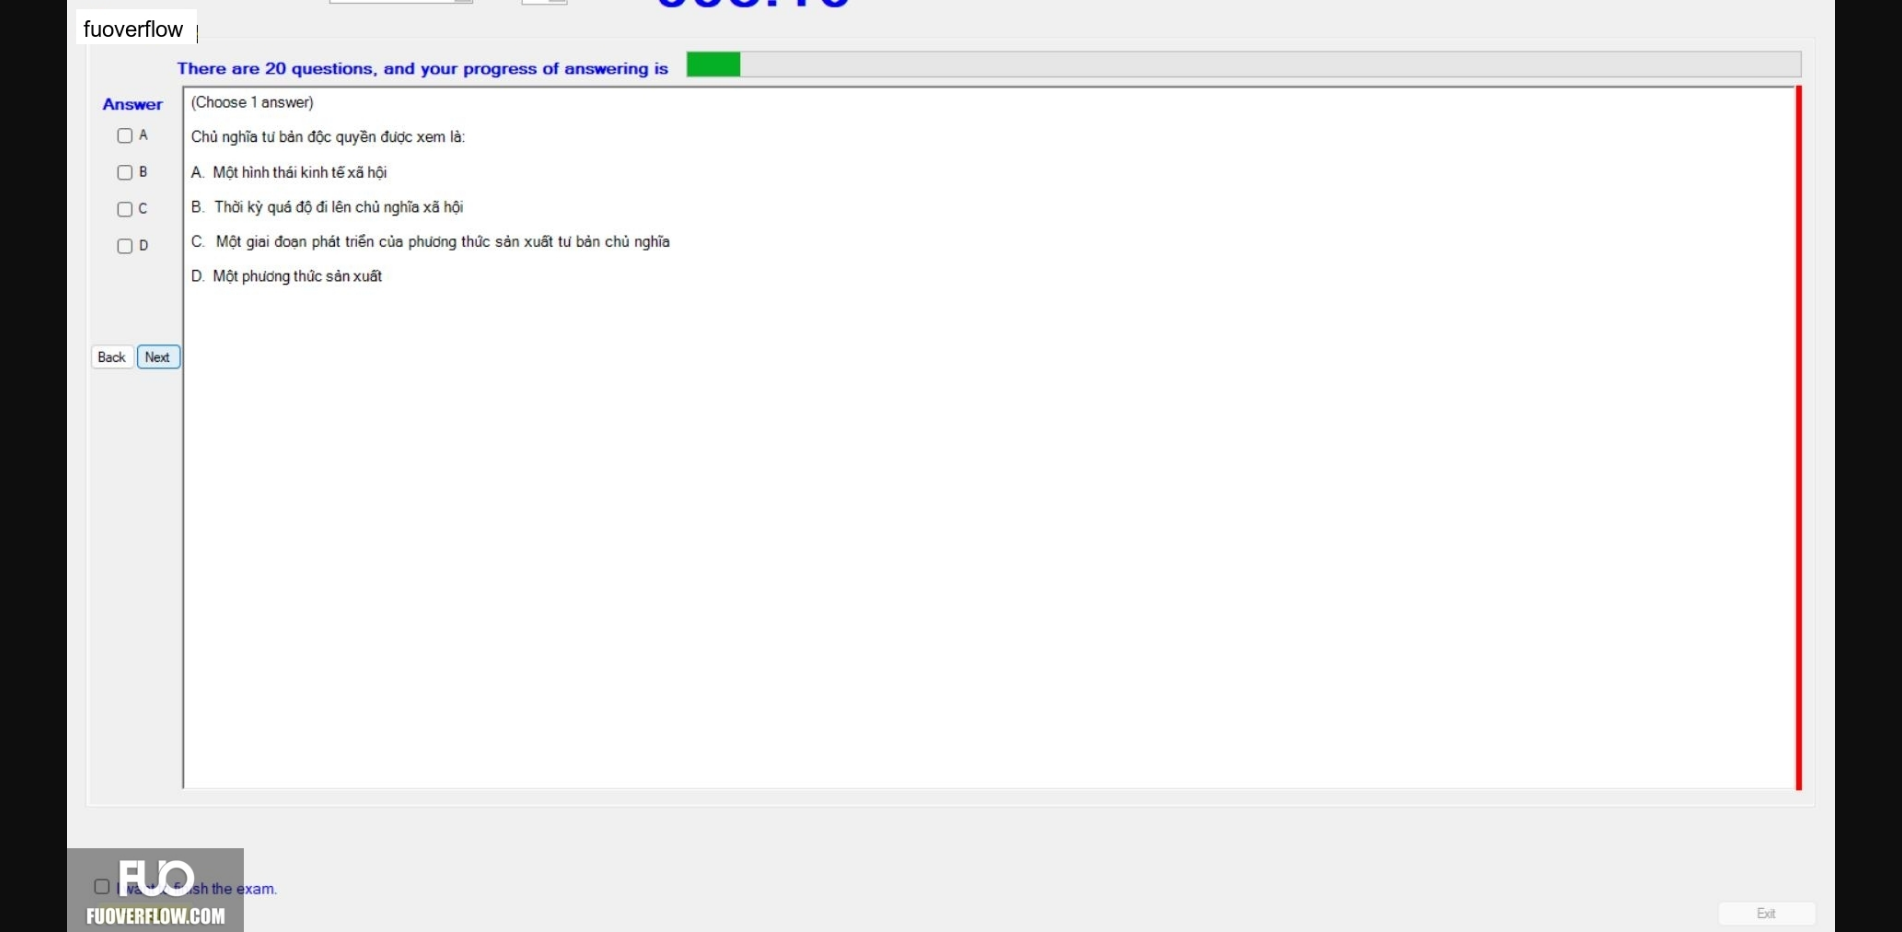 fuoverflow
There are 20 questions, and your progress of answering is
Answer
(Choose 1 answer)
A
Chủ nghĩa tư bản độc quyền được xem là:
B
A. Một hình thái kinh tế xã hội
C
B. Thời kỳ quá độ đi lên chủ nghĩa xã hội
D
C. Một giai đoạn phát triển của phương thức sản xuất tư bản chủ nghĩa
D. Một phương thức sản xuất
Back Next
FUO
I want finish the exam.
FUOVERFLOW.COM
Exit